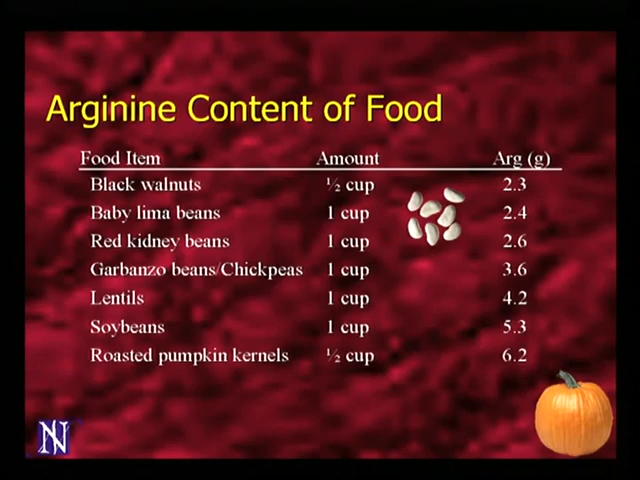 Arginine Content of Food
Food Item Amount Arg (g)
Black walnuts ½ cup 2.3
Baby lima beans 1 cup 2.4
Red kidney beans 1 cup 2.6
Garbanzo beans/Chickpeas 1 cup 3.6
Lentils 1 cup 4.2
Soybeans 1 cup 5.3
Roasted pumpkin kernels ½ cup 6.2
N